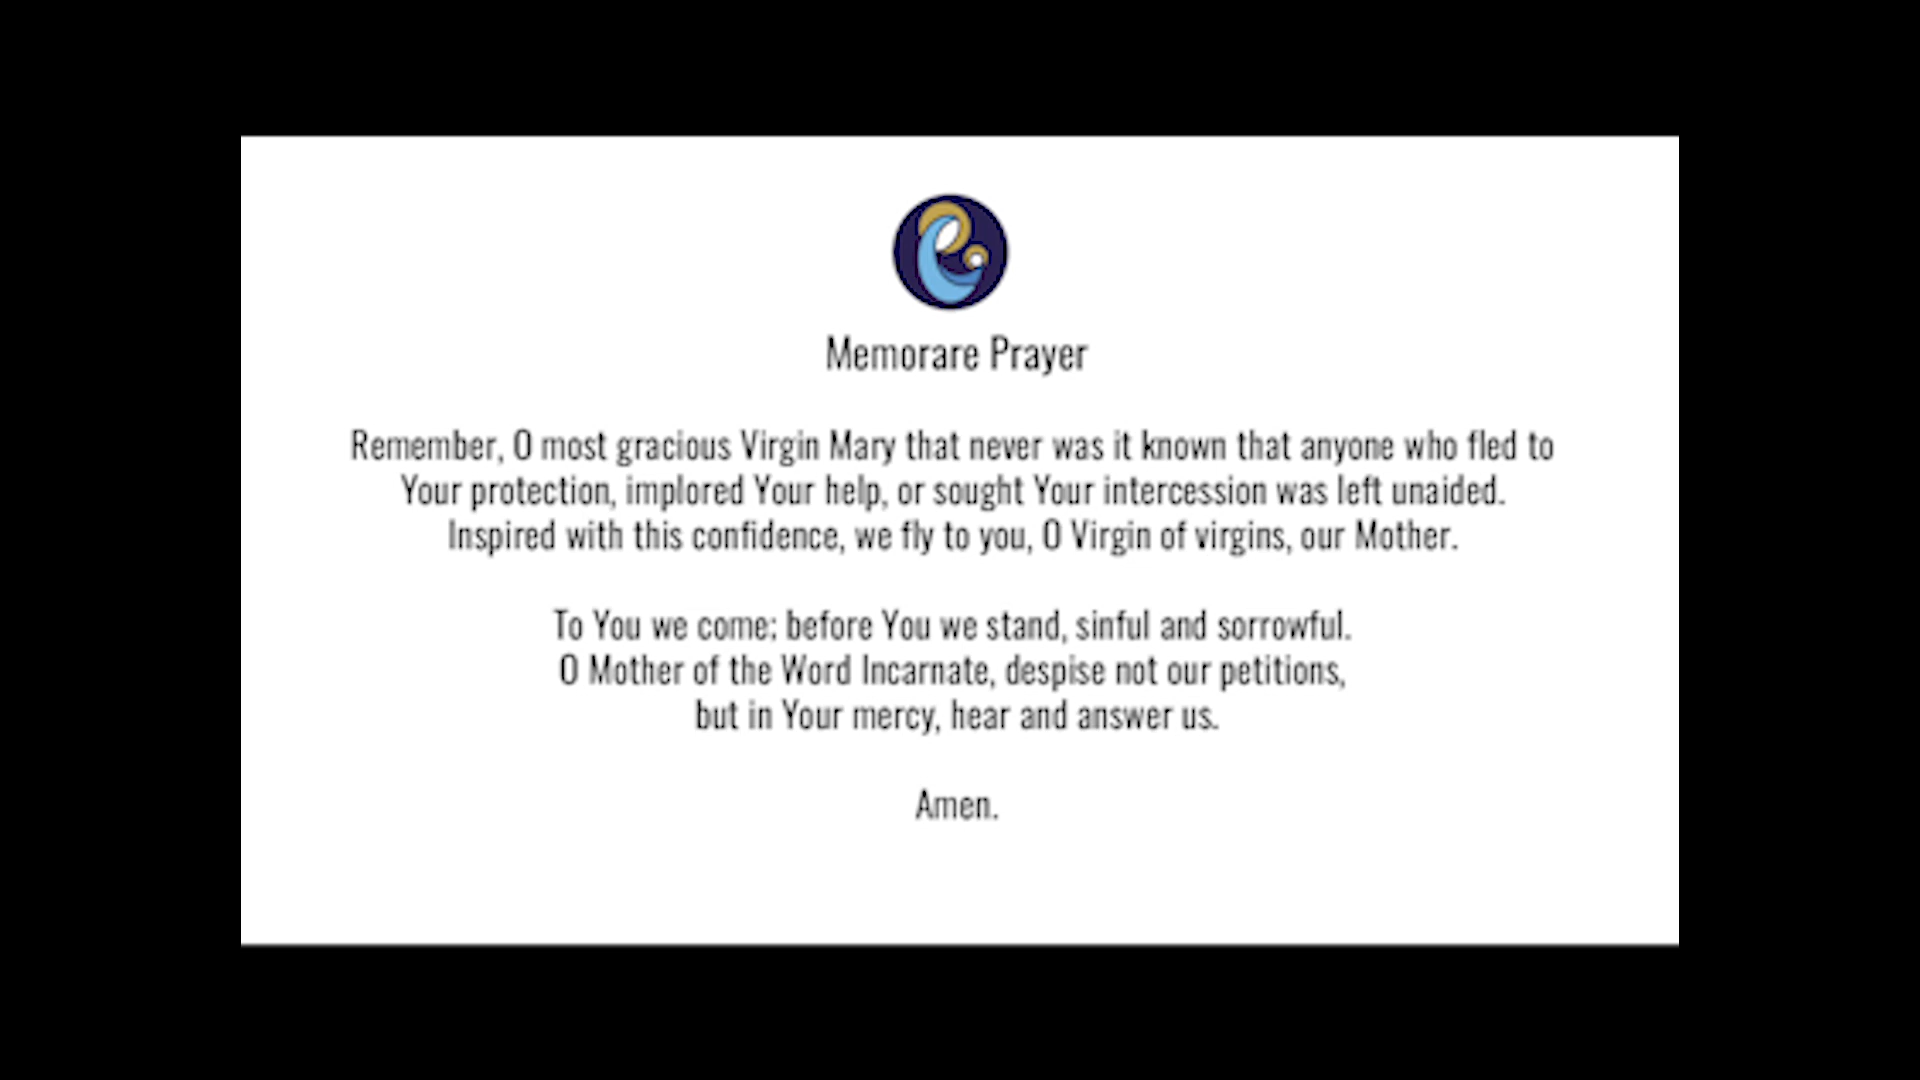 Memorare Prayer
Remember, O most gracious Virgin Mary that never was it known that anyone who fled to
Your protection, implored Your help, or sought Your intercession was left unaided.
Inspired with this confidence, we fly to you, O Virgin of virgins, our Mother.
To You we come; before You we stand, sinful and sorrowful.
O Mother of the Word Incarnate, despise not our petitions,
but in Your mercy, hear and answer us.
Amen.